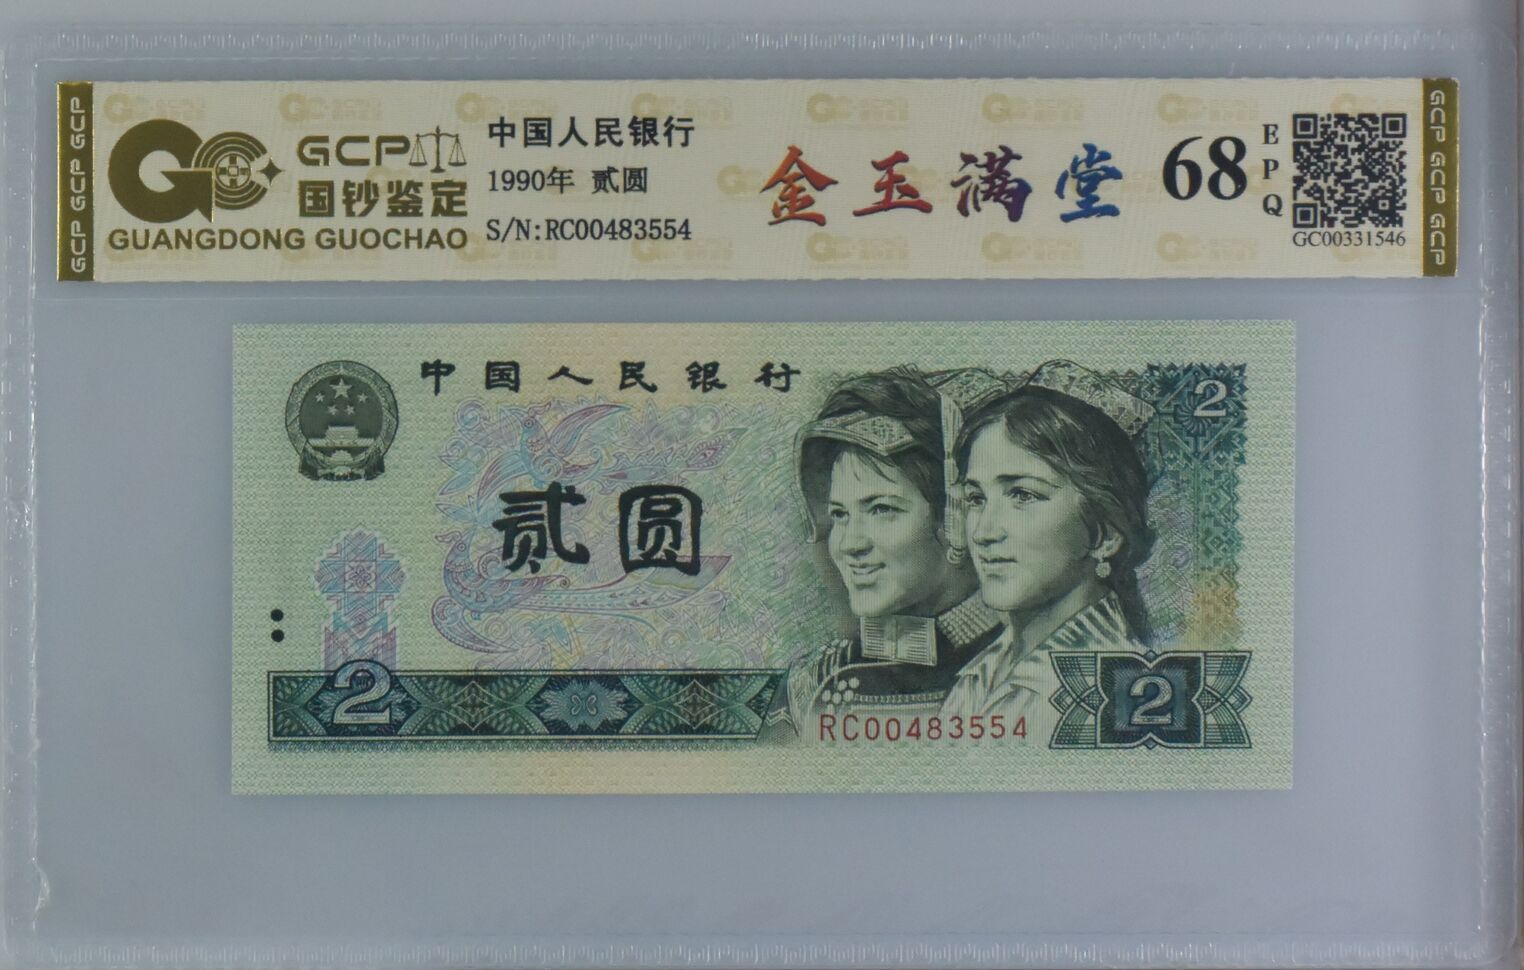 GCP GCP GCP
GCP
国钞鉴定
GUANGDONG GUOCHAO
中国人民银行
1990年 贰圆
S/N:RC00483554
金玉满堂
68
EPQ
GC00331546
GCP GCP GCP
中国人民银行
2
贰圆
2
RC00483554
2